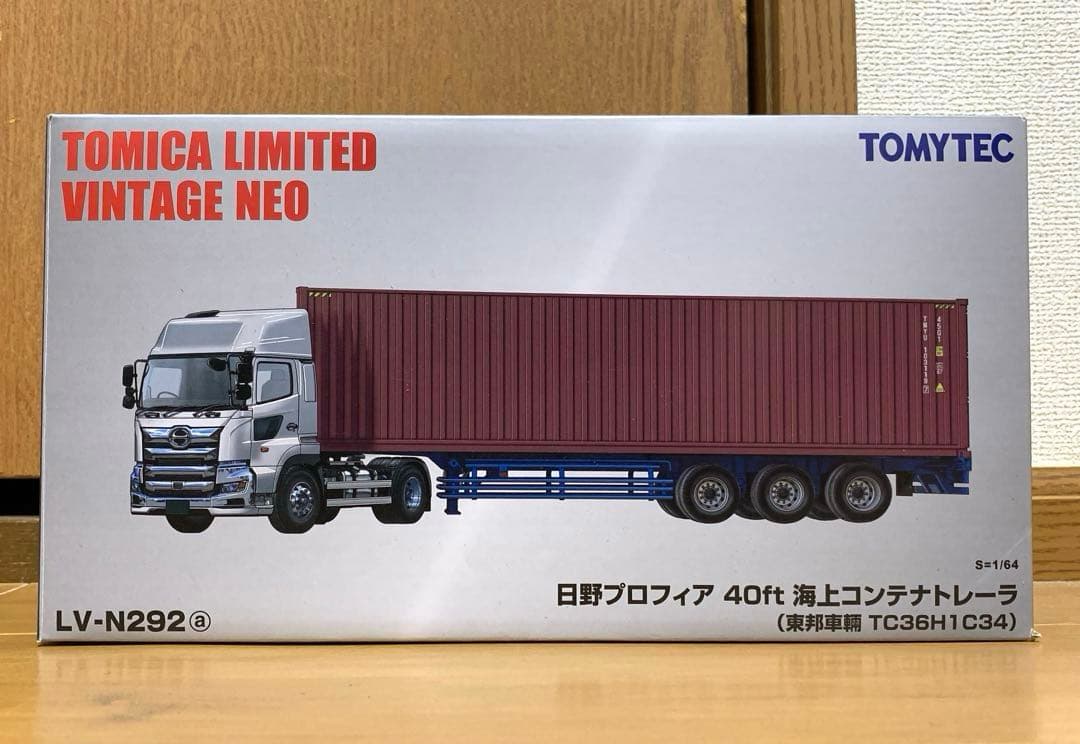 TOMICA LIMITED
VINTAGE NEO
TOMYTEC
S=1/64
日野プロフィア 40ft 海上コンテナトレーラ
(東邦車輛 TC36H1C34)
LV-N292ⓐ